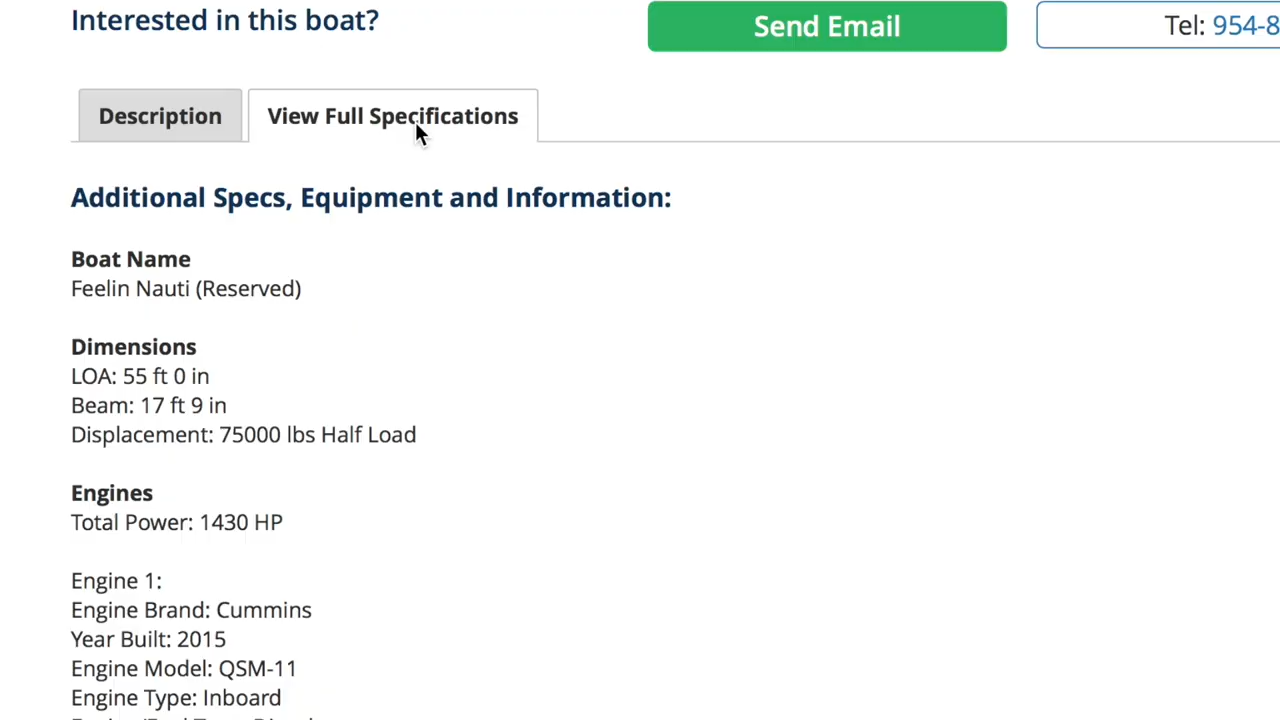 Interested in this boat?
Send Email
Tel: 954-8
Description
View Full Specifications
Additional Specs, Equipment and Information:
Boat Name
Feelin Nauti (Reserved)
Dimensions
LOA: 55 ft 0 in
Beam: 17 ft 9 in
Displacement: 75000 lbs Half Load
Engines
Total Power: 1430 HP
Engine 1:
Engine Brand: Cummins
Year Built: 2015
Engine Model: QSM-11
Engine Type: Inboard